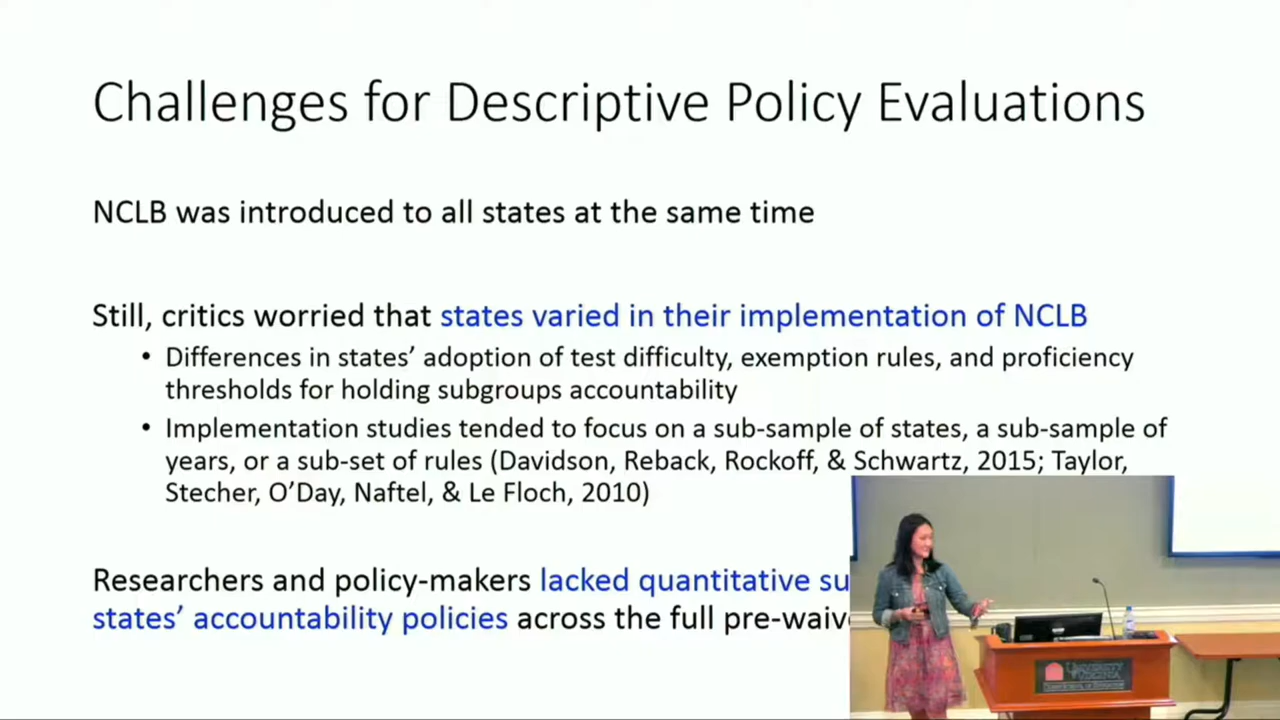 Challenges for Descriptive Policy Evaluations
NCLB was introduced to all states at the same time
Still, critics worried that states varied in their implementation of NCLB
• Differences in states’ adoption of test difficulty, exemption rules, and proficiency
thresholds for holding subgroups accountability
• Implementation studies tended to focus on a sub-sample of states, a sub-sample of
years, or a sub-set of rules (Davidson, Reback, Rockoff, & Schwartz, 2015; Taylor,
Stecher, O’Day, Naftel, & Le Floch, 2010)
Researchers and policy-makers lacked quantitative
states’ accountability policies across the full
UNIVERSITY
VIRGINIA